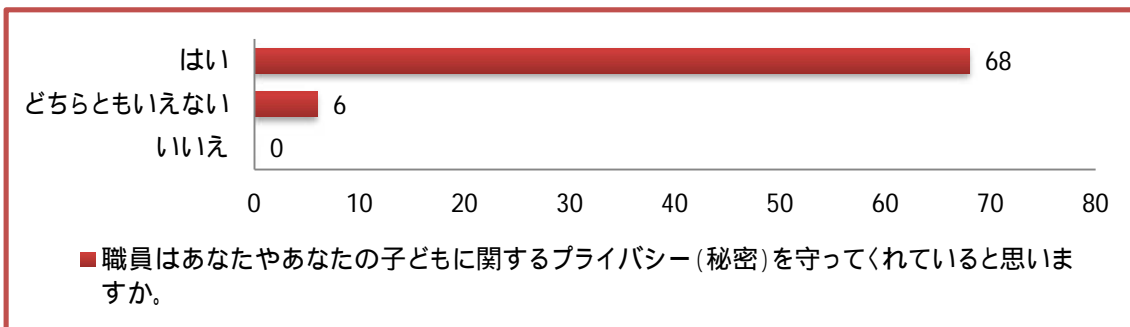 はい 68
どちらともいえない 6
いいえ 0
0 10 20 30 40 50 60 70 80
職員はあなたやあなたの子どもに関するプライバシー(秘密)を守ってくれていると思いま
すか。